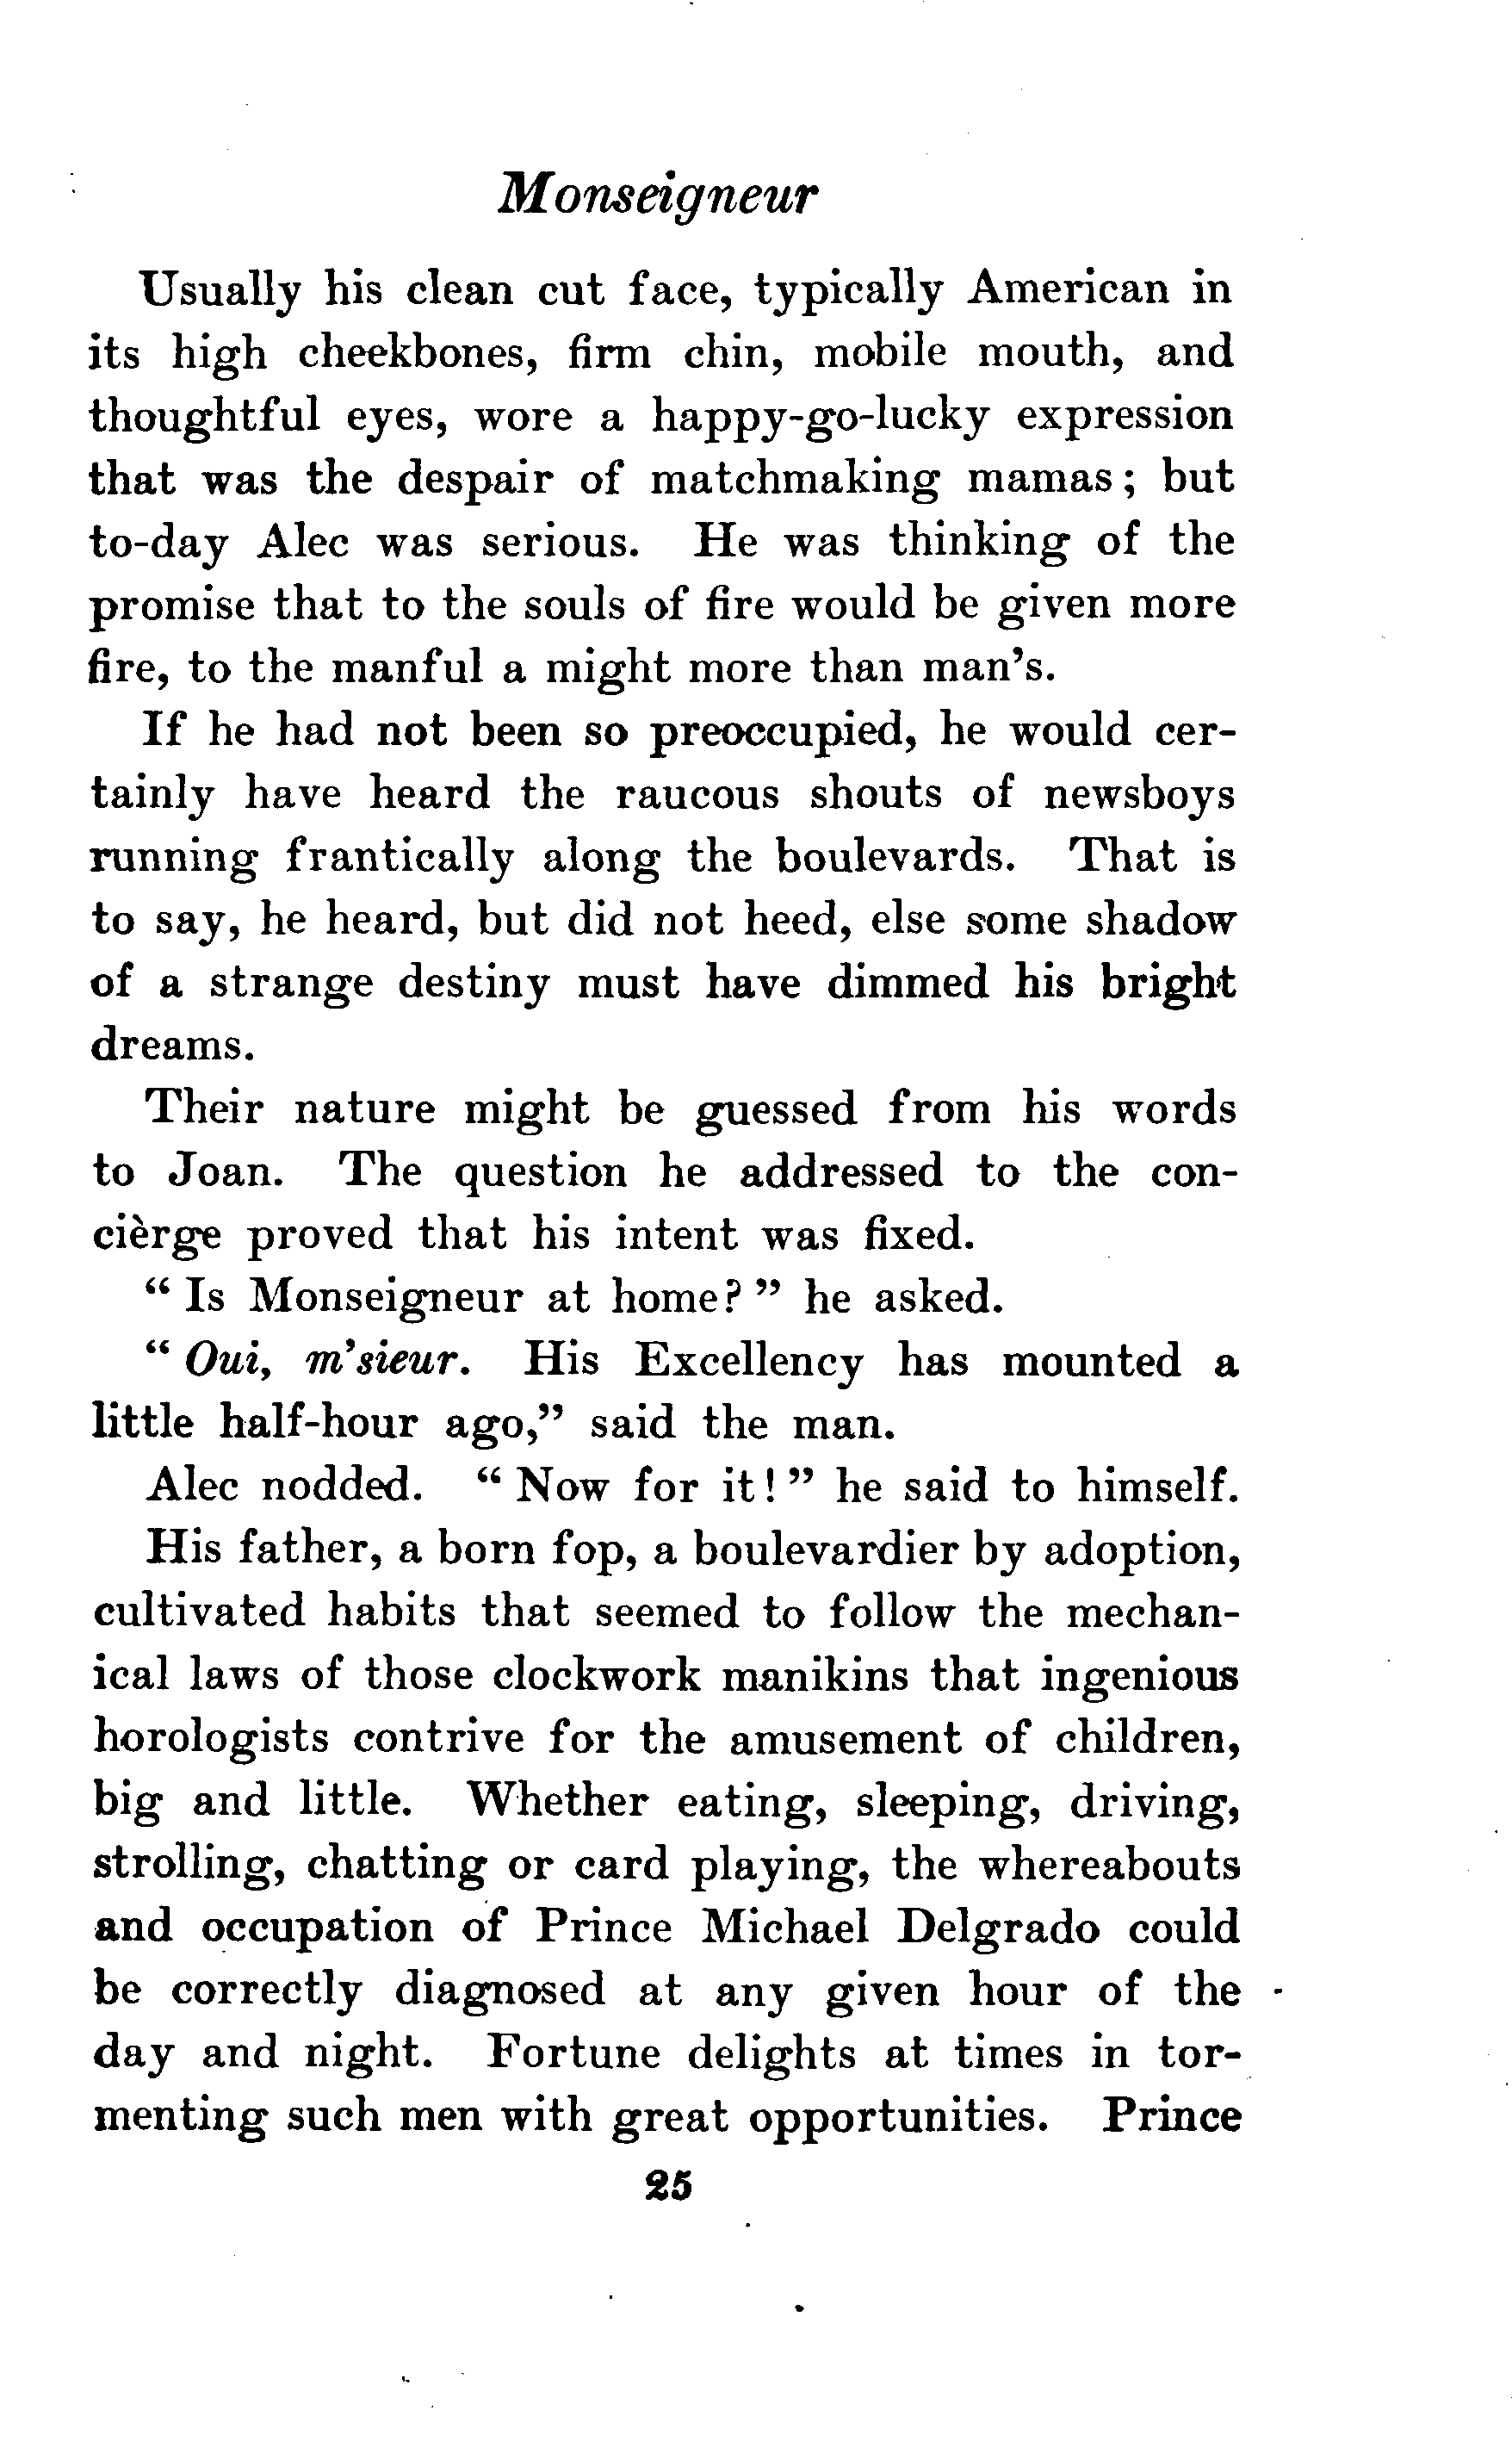 Monseigneur
Usually his clean cut face, typically American in
its high cheekbones, firm chin, mobile mouth, and
thoughtful eyes, wore a happy-go-lucky expression
that was the despair of matchmaking mamas; but
to-day Alec was serious. He was thinking of the
promise that to the souls of fire would be given more
fire, to the manful a might more than man's.
If he had not been so preoccupied, he would cer-
tainly have heard the raucous shouts of newsboys
running frantically along the boulevards. That is
to say, he heard, but did not heed, else some shadow
of a strange destiny must have dimmed his bright
dreams.
Their nature might be guessed from his words
to Joan. The question he addressed to the con-
cièrge proved that his intent was fixed.
“Is Monseigneur at home?” he asked.
“Oui, m'sieur. His Excellency has mounted a
little half-hour ago,” said the man.
Alec nodded. “Now for it!” he said to himself.
His father, a born fop, a boulevardier by adoption,
cultivated habits that seemed to follow the mechan-
ical laws of those clockwork manikins that ingenious
horologists contrive for the amusement of children,
big and little. Whether eating, sleeping, driving,
strolling, chatting or card playing, the whereabouts
and occupation of Prince Michael Delgrado could
be correctly diagnosed at any given hour of the
day and night. Fortune delights at times in tor-
menting such men with great opportunities. Prince
25